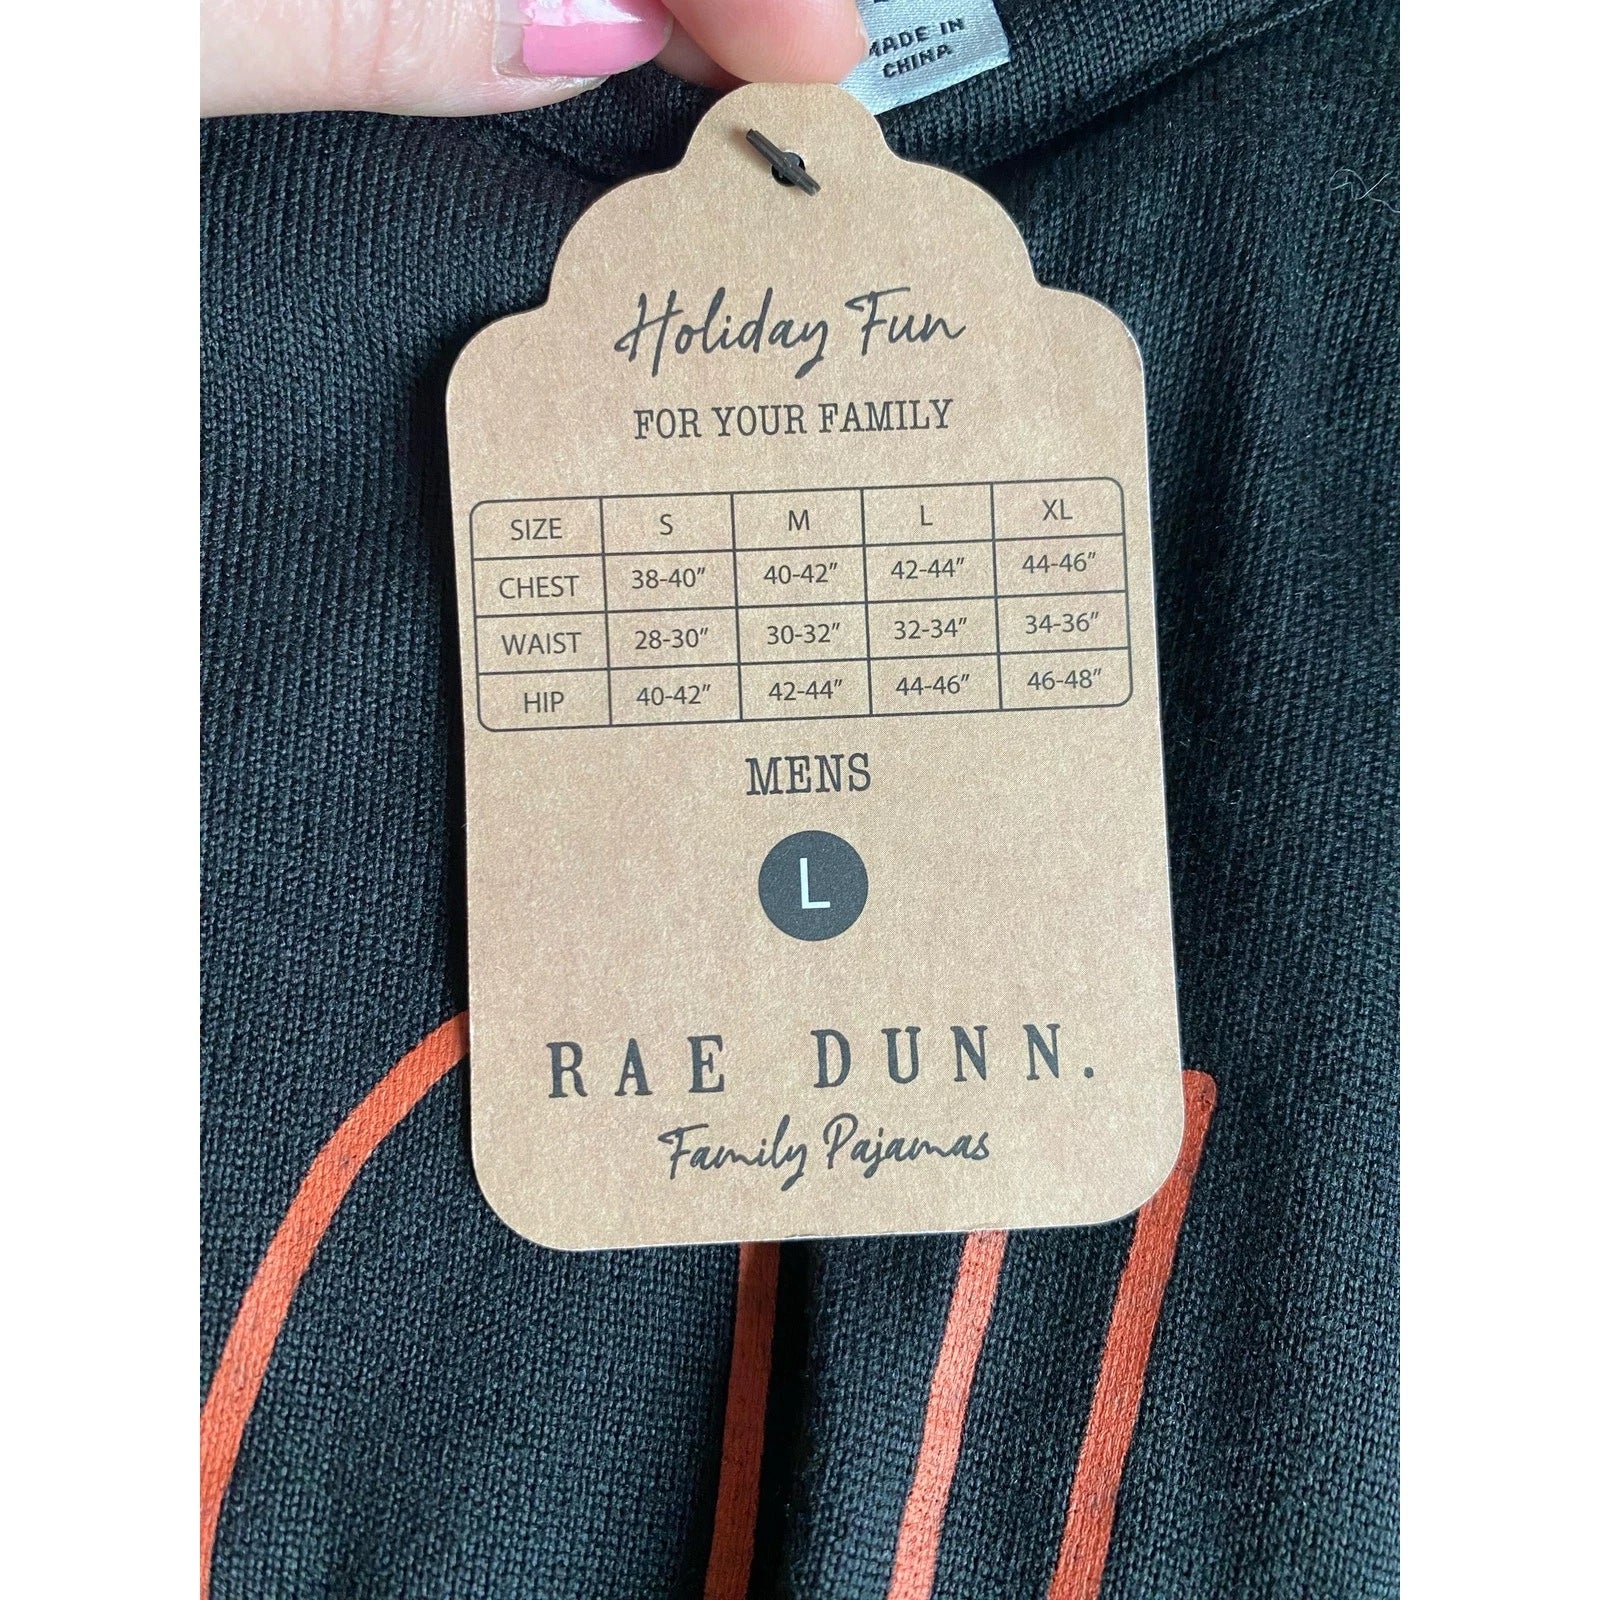 MADE IN
CHINA
Holiday Fun
FOR YOUR FAMILY
SIZE S M L XL
CHEST 38-40” 40-42” 42-44” 44-46”
WAIST 28-30” 30-32” 32-34” 34-36”
HIP 40-42” 42-44” 44-46” 46-48”
MENS
L
RAE DUNN.
Family Pajamas